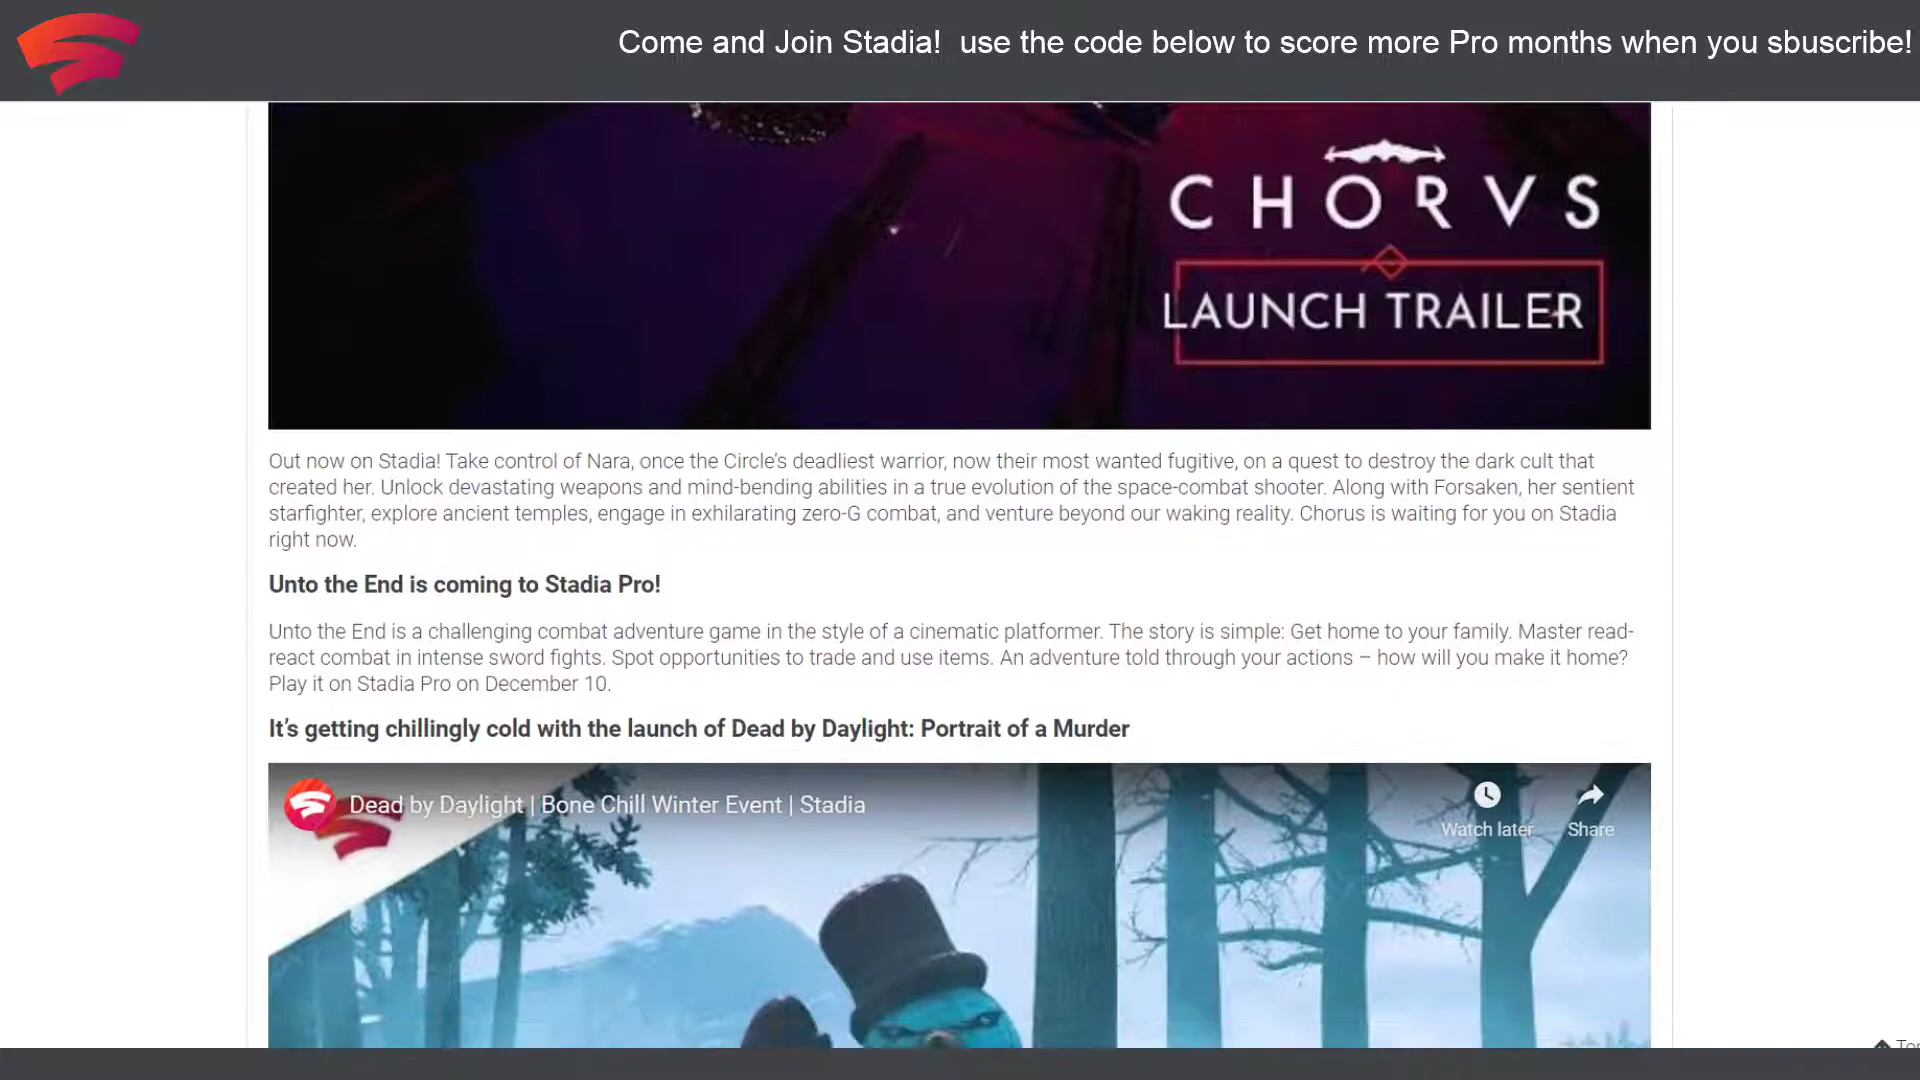 Come and Join Stadia!  use the code below to score more Pro months when you sbuscribe!
CHORVS
LAUNCH TRAILER
Out now on Stadia! Take control of Nara, once the Circle’s deadliest warrior, now their most wanted fugitive, on a quest to destroy the dark cult that
created her. Unlock devastating weapons and mind-bending abilities in a true evolution of the space-combat shooter. Along with Forsaken, her sentient
starfighter, explore ancient temples, engage in exhilarating zero-G combat, and venture beyond our waking reality. Chorus is waiting for you on Stadia
right now.
Unto the End is coming to Stadia Pro!
Unto the End is a challenging combat adventure game in the style of a cinematic platformer. The story is simple: Get home to your family. Master read-
react combat in intense sword fights. Spot opportunities to trade and use items. An adventure told through your actions – how will you make it home?
Play it on Stadia Pro on December 10.
It’s getting chillingly cold with the launch of Dead by Daylight: Portrait of a Murder
Dead by Daylight | Bone Chill Winter Event | Stadia
Watch later
Share